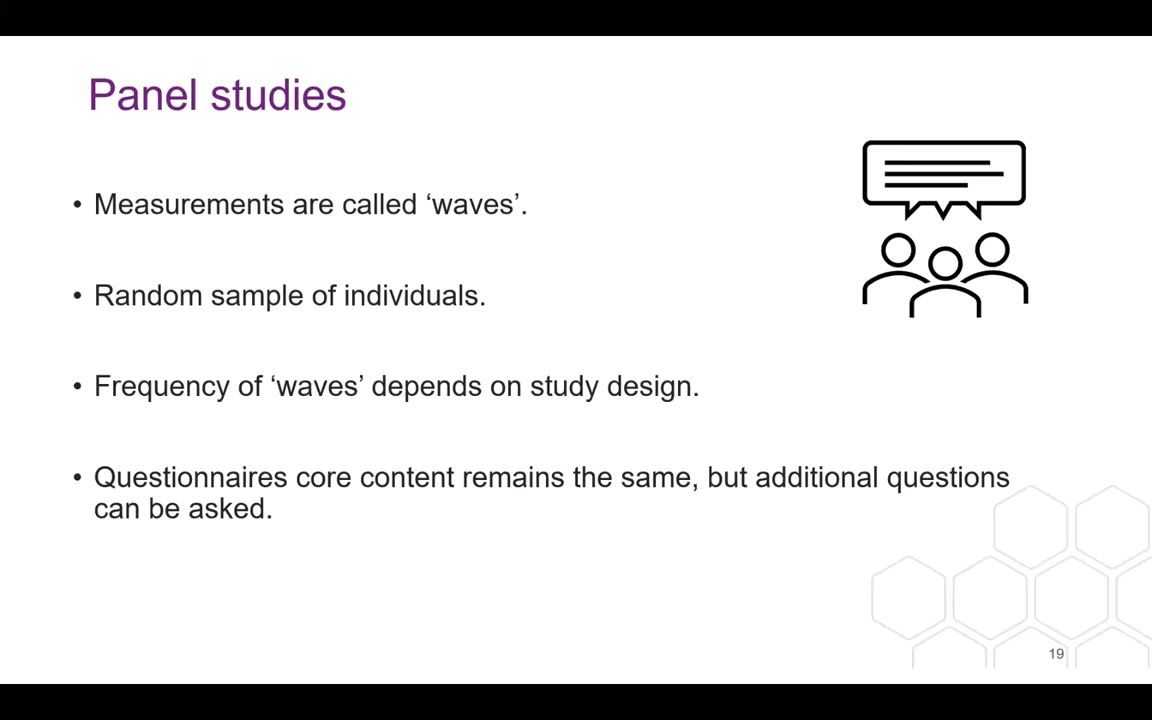 Panel studies
• Measurements are called ‘waves’.
• Random sample of individuals.
• Frequency of ‘waves’ depends on study design.
• Questionnaires core content remains the same, but additional questions
can be asked.
19